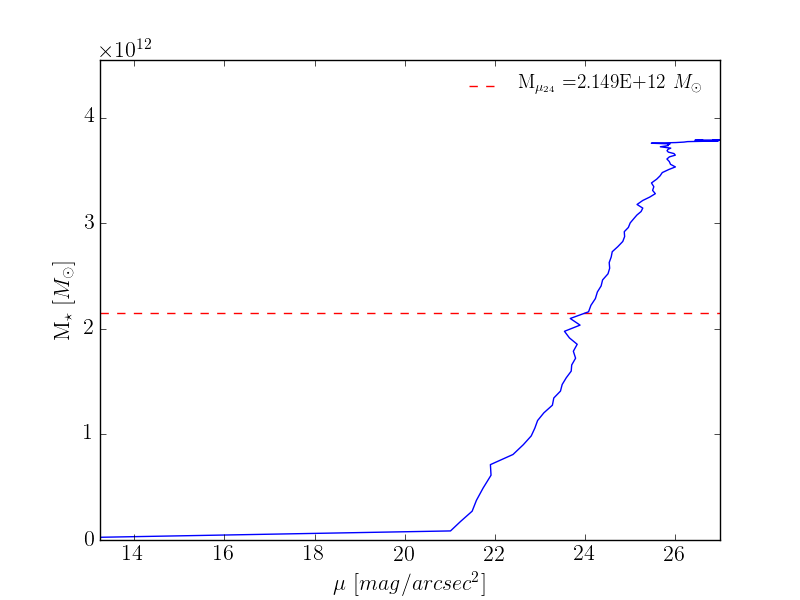 ×10¹²
4
3
2
1
0
M_{μ₂₄} =2.149E+12 M_⊙
M_⋆ [M_⊙]
14 16 18 20 22 24 26
μ [mag/arcsec²]